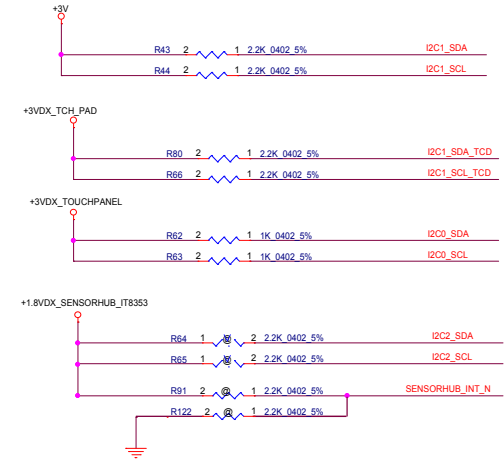 +3V
R43 2 1 2.2K_0402_5% I2C1_SDA
R44 2 1 2.2K_0402_5% I2C1_SCL
+3VDX_TCH_PAD
R80 2 1 2.2K_0402_5% I2C1_SDA_TCD
R66 2 1 2.2K_0402_5% I2C1_SCL_TCD
+3VDX_TOUCHPANEL
R62 2 1 1K_0402_5% I2C0_SDA
R63 2 1 1K_0402_5% I2C0_SCL
+1.8VDX_SENSORHUB_IT8353
R64 1 @ 2 2.2K_0402_5% I2C2_SDA
R65 1 @ 2 2.2K_0402_5% I2C2_SCL
R91 2 @ 1 2.2K_0402_5% SENSORHUB_INT_N
R122 2 @ 1 2.2K_0402_5%